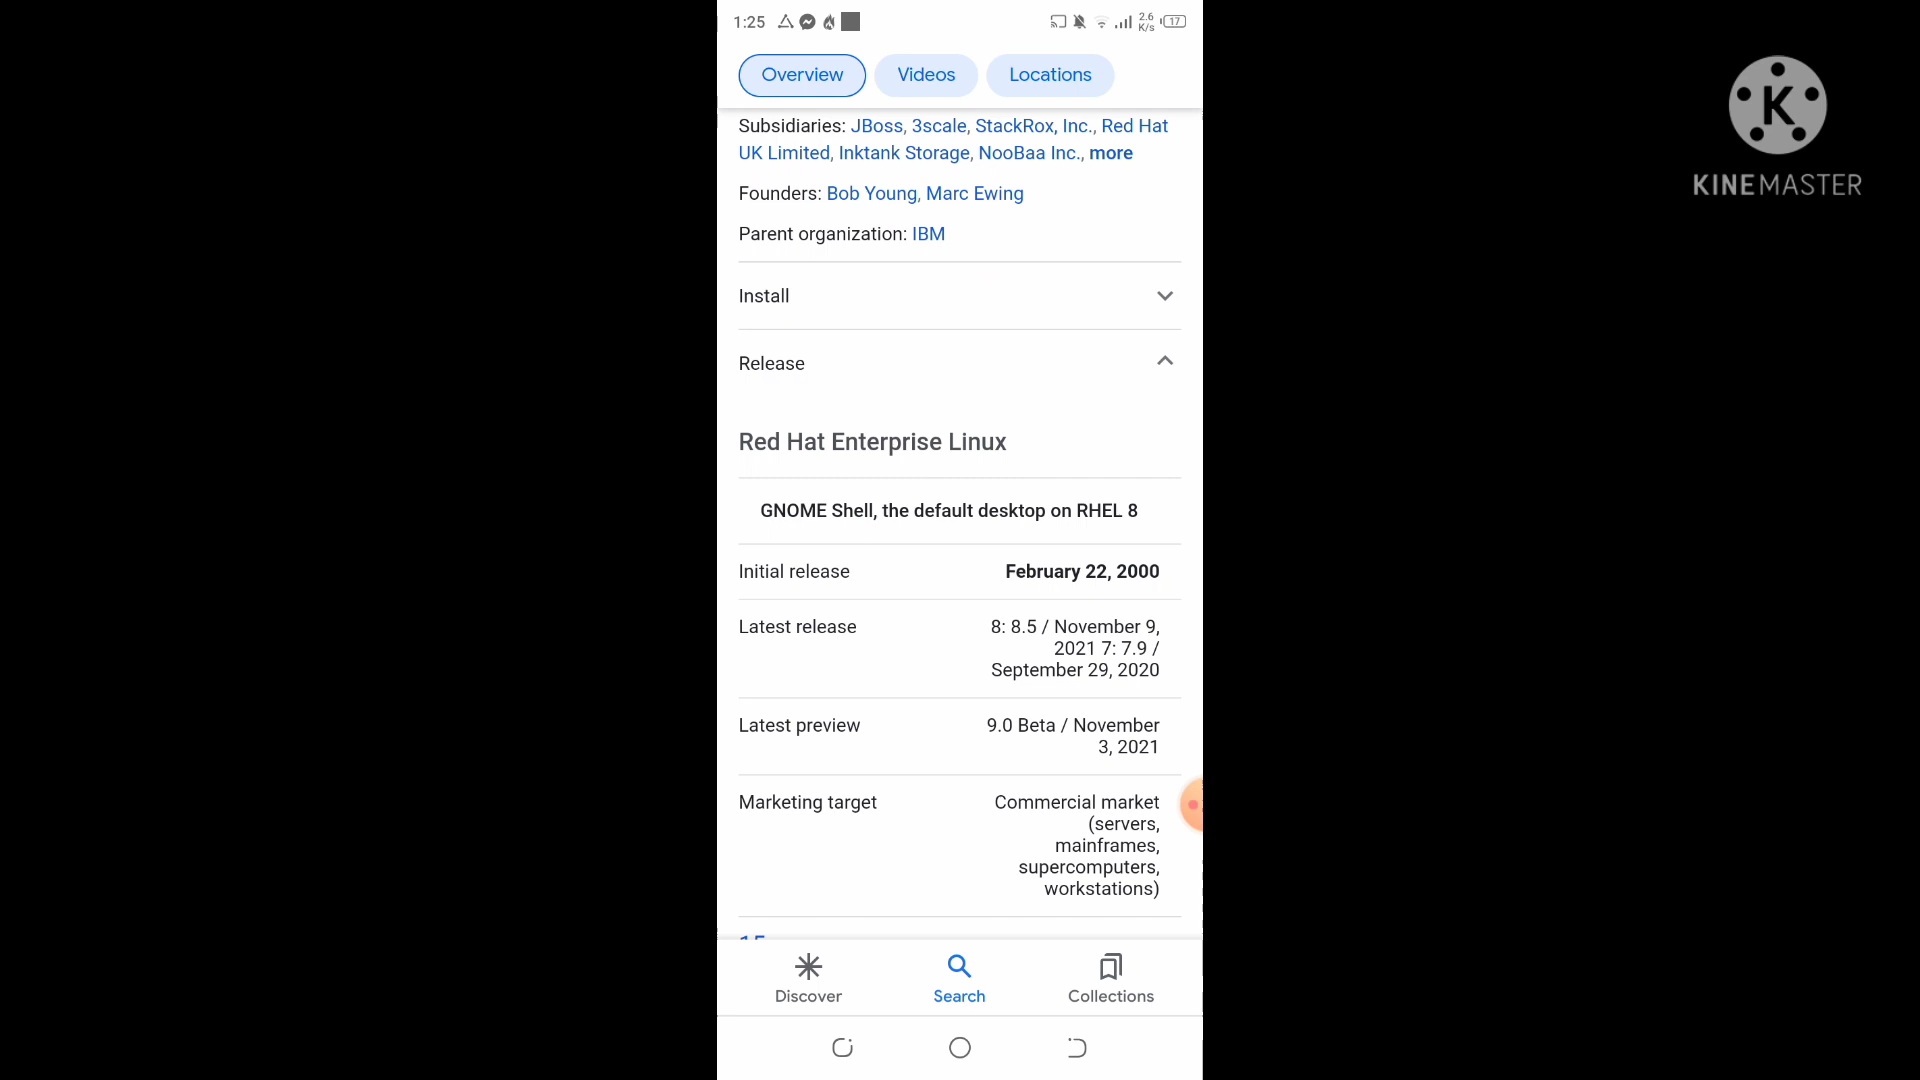 1:25
2.6
K/s
17
Overview
Videos
Locations
Subsidiaries: JBoss, 3scale, StackRox, Inc., Red Hat
UK Limited, Inktank Storage, NooBaa Inc., more
Founders: Bob Young, Marc Ewing
Parent organization: IBM
Install
Release
Red Hat Enterprise Linux
GNOME Shell, the default desktop on RHEL 8
Initial release
February 22, 2000
Latest release
8: 8.5 / November 9,
2021 7: 7.9 /
September 29, 2020
Latest preview
9.0 Beta / November
3, 2021
Marketing target
Commercial market
(servers,
mainframes,
supercomputers,
workstations)
Discover
Search
Collections
K
KINEMASTER